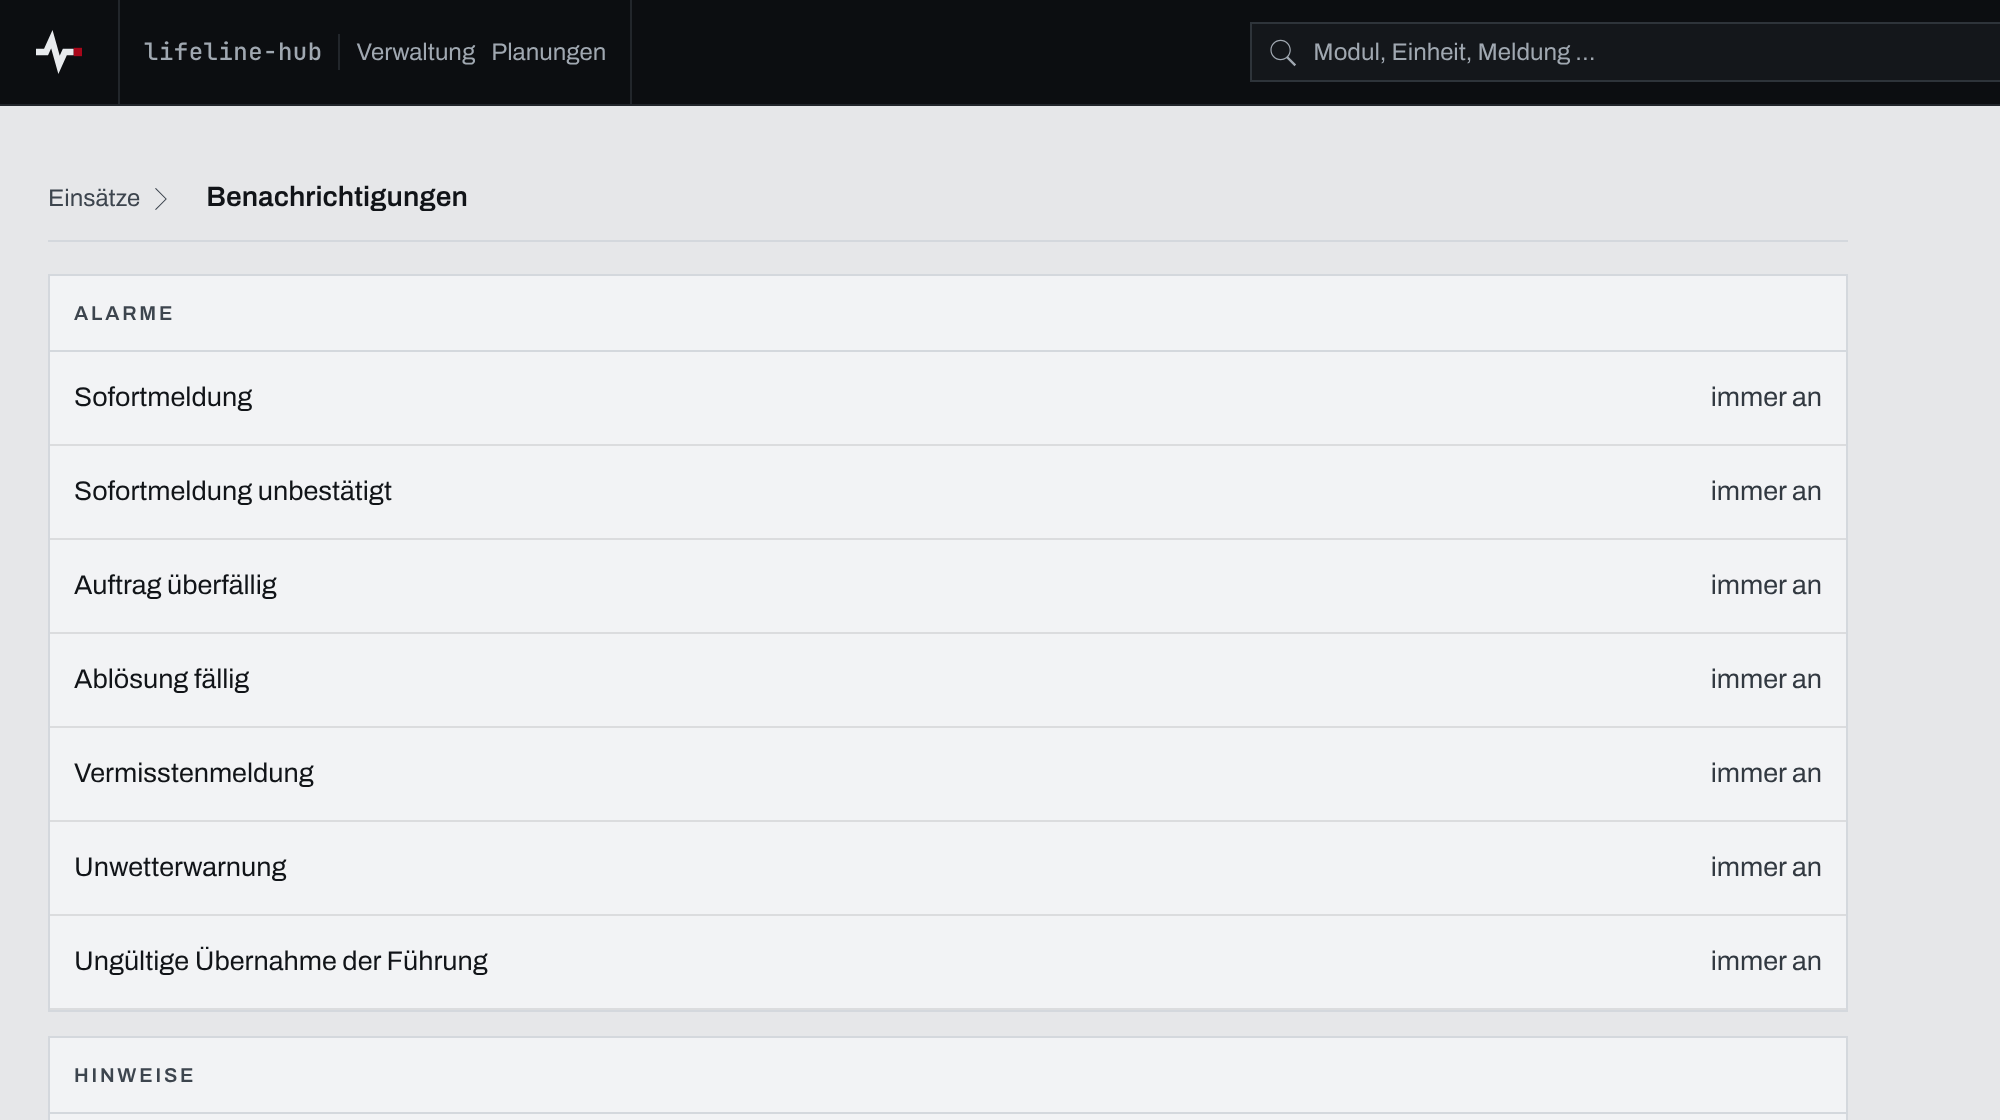 lifeline-hub Verwaltung Planungen Modul, Einheit, Meldung ...
Einsätze Benachrichtigungen
ALARME
Sofortmeldung immer an
Sofortmeldung unbestätigt immer an
Auftrag überfällig immer an
Ablösung fällig immer an
Vermisstenmeldung immer an
Unwetterwarnung immer an
Ungültige Übernahme der Führung immer an
HINWEISE